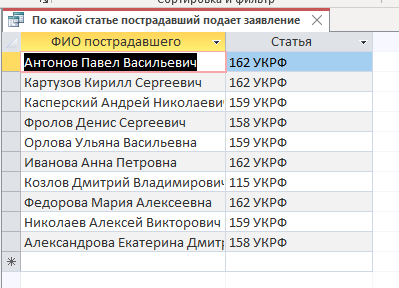 Сортировка и фильтр
По какой статье пострадавший подает заявление
ФИО пострадавшего Статья
Антонов Павел Васильевич 162 УКРФ
Картузов Кирилл Сергеевич 162 УКРФ
Касперский Андрей Николаевич 159 УКРФ
Фролов Денис Сергеевич 158 УКРФ
Орлова Ульяна Васильевна 159 УКРФ
Иванова Анна Петровна 162 УКРФ
Козлов Дмитрий Владимирович 115 УКРФ
Федорова Мария Алексеевна 162 УКРФ
Николаев Алексей Викторович 159 УКРФ
Александрова Екатерина Дмит 158 УКРФ